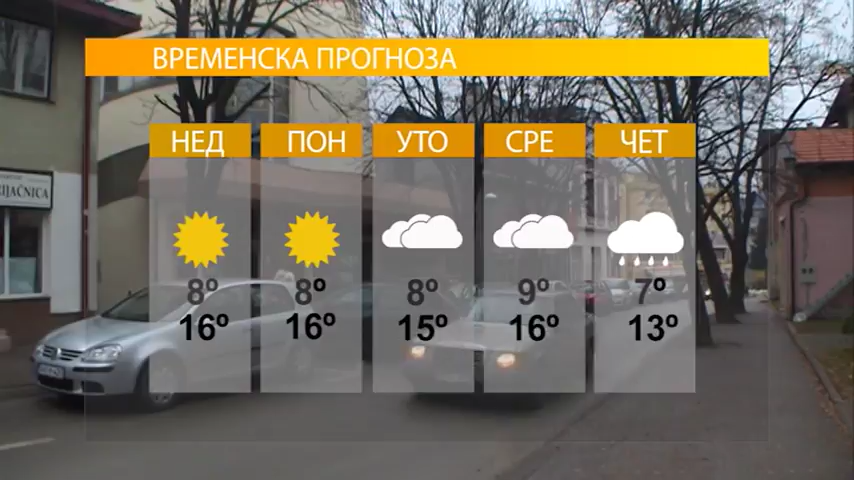 ВРЕМЕНСКА ПРОГНОЗА
НЕД ПОН УТО СРЕ ЧЕТ
8º 8º 8º 9º 7º
16º 16º 15º 16º 13º